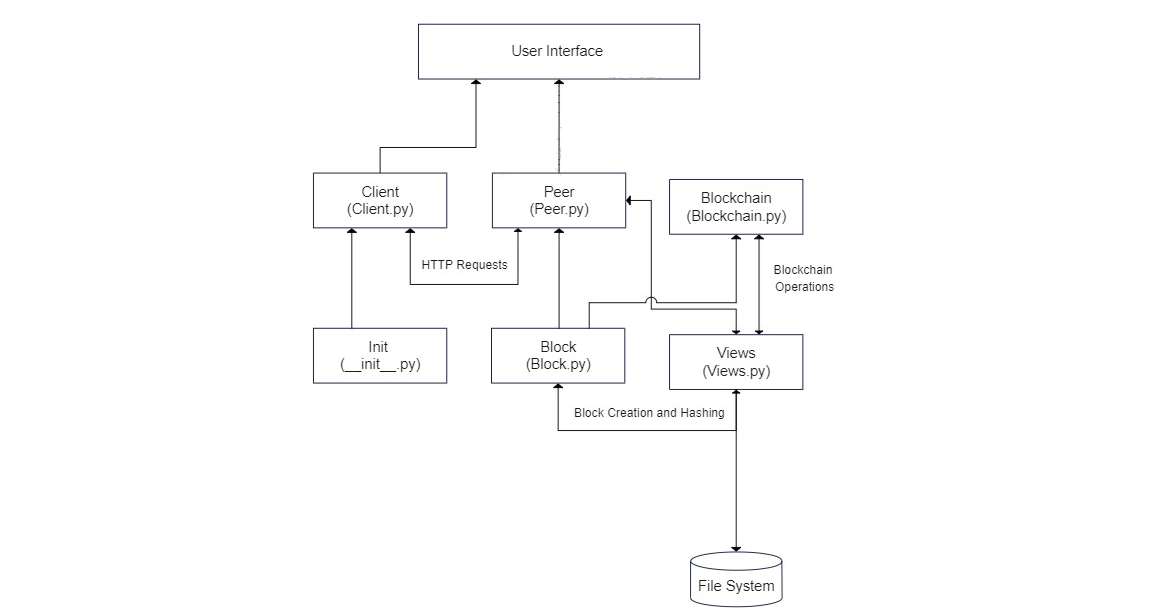 User Interface
Client
(Client.py)
Peer
(Peer.py)
Blockchain
(Blockchain.py)
HTTP Requests
Blockchain
Operations
Init
(__init__.py)
Block
(Block.py)
Views
(Views.py)
Block Creation and Hashing
File System